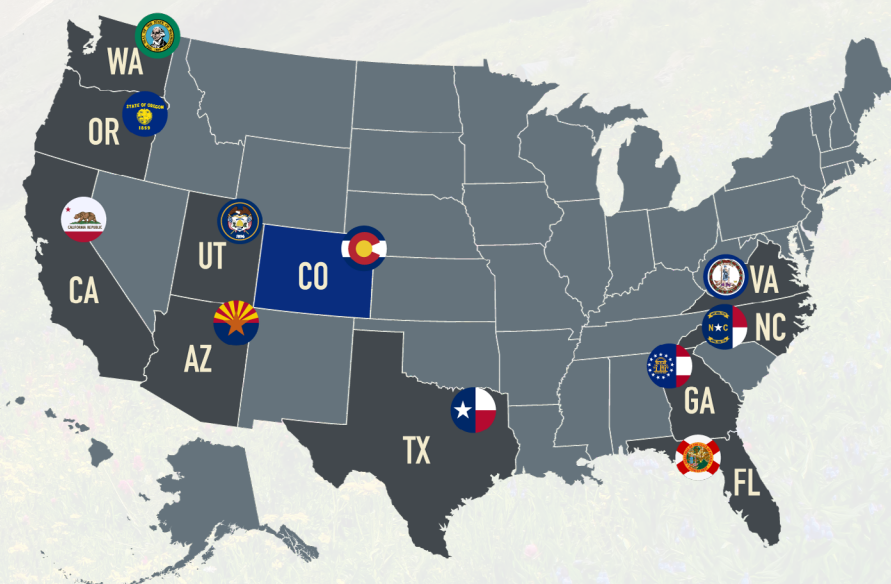 WA
STATE OF OREGON
1859
OR
CALIFORNIA REPUBLIC
CA
UT
CO
AZ
TX
VA
N★C
NC
GA
FL